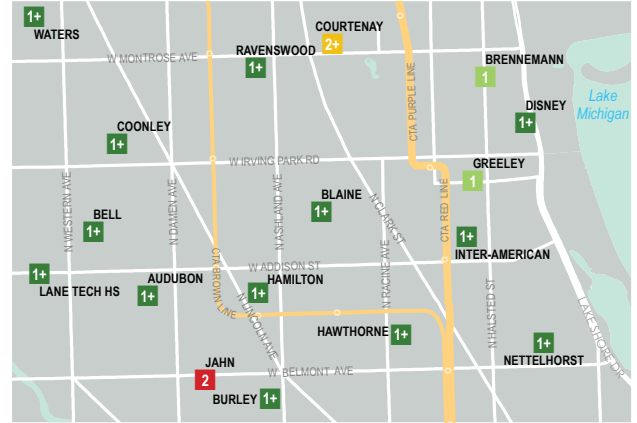 1+
WATERS
COURTENAY
2+
W MONTROSE AVE
RAVENSWOOD
1+
BRENNEMANN
1
CTA PURPLE LINE
Lake
Michigan
DISNEY
1+
COONLEY
1+
W IRVING PARK RD
GREELEY
1
N WESTERN AVE
N DAMEN AVE
N ASHLAND AVE
BLAINE
1+
N CLARK ST
CTA RED LINE
BELL
1+
1+
INTER-AMERICAN
W ADDISON ST
1+
LANE TECH HS
AUDUBON
1+
CTA BROWN LINE
HAMILTON
1+
N LINCOLN AVE
N RACINE AVE
N HALSTED ST
LAKE SHORE DR
HAWTHORNE
1+
1+
NETTELHORST
JAHN
2
W BELMONT AVE
BURLEY
1+